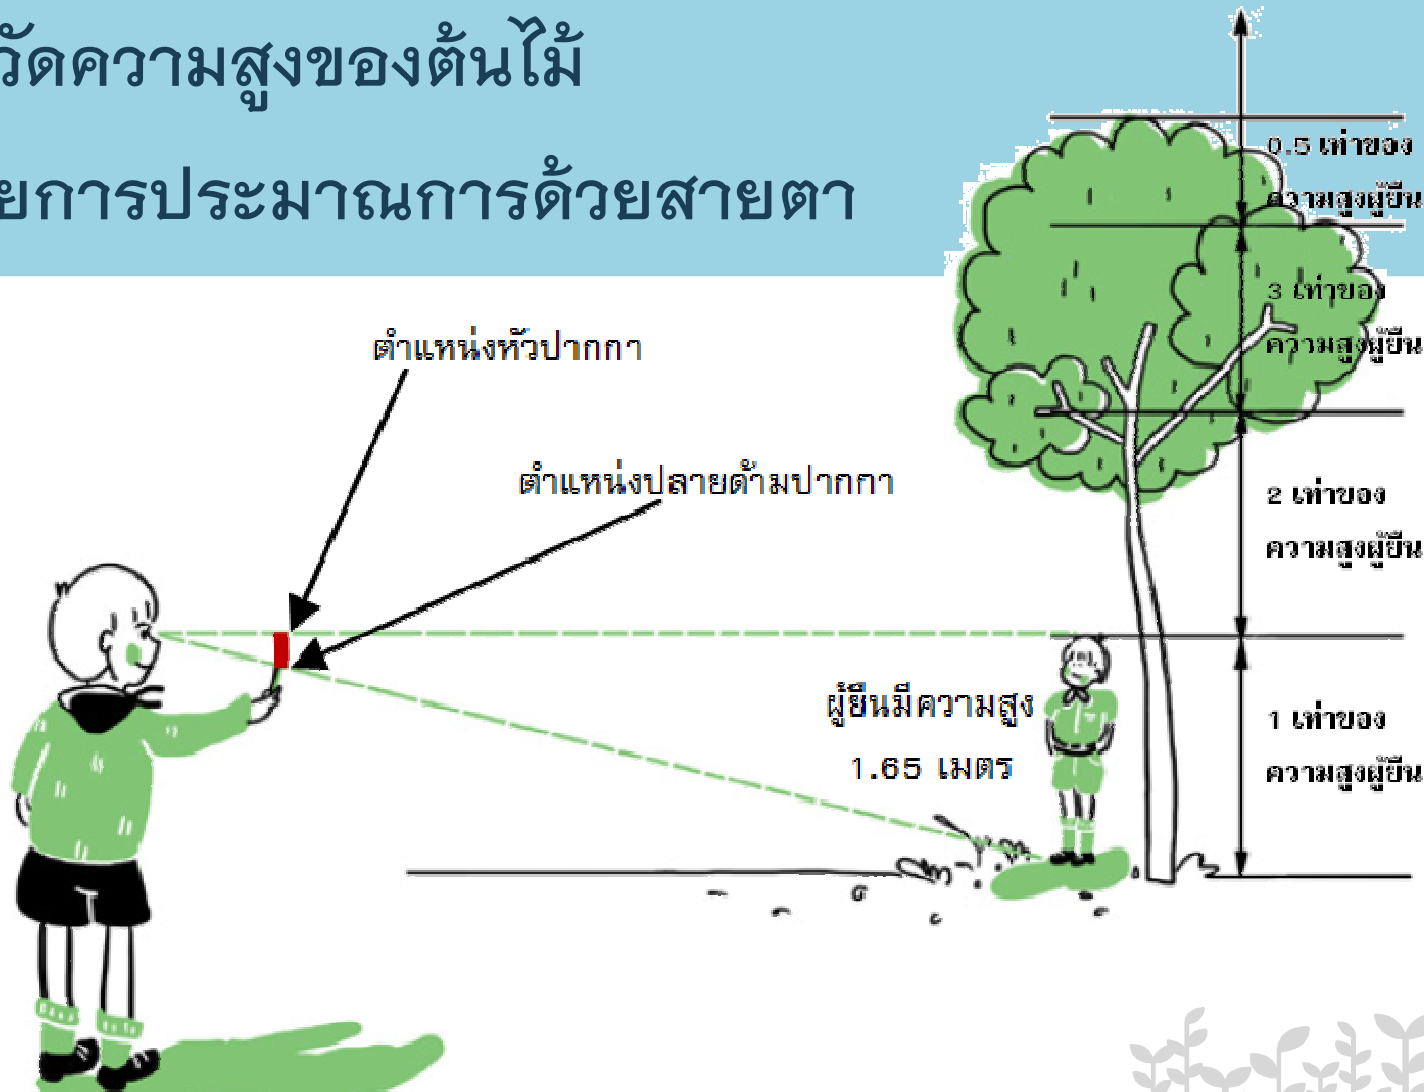 วัดความสูงของต้นไม้
ยการประมาณการด้วยสายตา
0.5 เท่าของ
ความสูงผู้ยืน
3 เท่าของ
ความสูงผู้ยืน
ตำแหน่งหัวปากกา
ตำแหน่งปลายด้ามปากกา
2 เท่าของ
ความสูงผู้ยืน
ผู้ยืนมีความสูง
1.65 เมตร
1 เท่าของ
ความสูงผู้ยืน